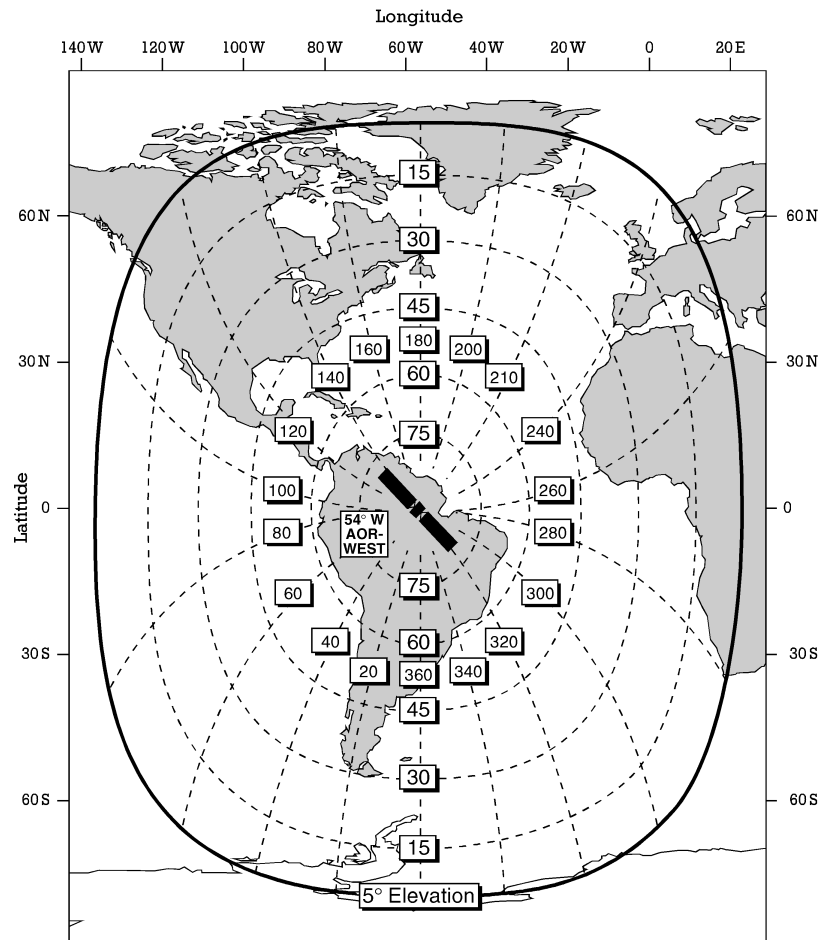 Longitude
140 W 120 W 100 W 80 W 60 W 40 W 20 W 0 20 E
15
60 N 60 N
30
45
180
160 200
30 N 60 30 N
140 210
120 75 240
100 260
Latitude
0 0
54° W
AOR-
WEST
80 280
75
60 300
40 60 320
30 S 30 S
20 360 340
45
30
60 S 60 S
15
5° Elevation